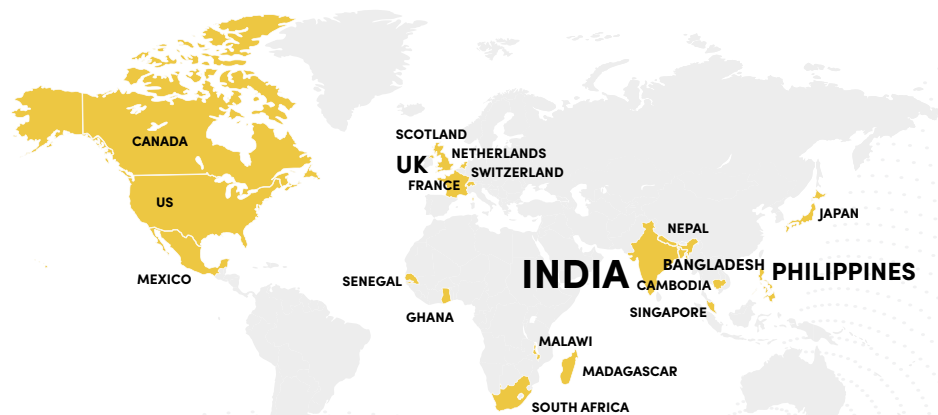 SCOTLAND
CANADA
NETHERLANDS
UK
SWITZERLAND
FRANCE
US
JAPAN
NEPAL
BANGLADESH
INDIA
PHILIPPINES
MEXICO
SENEGAL
CAMBODIA
SINGAPORE
GHANA
MALAWI
MADAGASCAR
SOUTH AFRICA